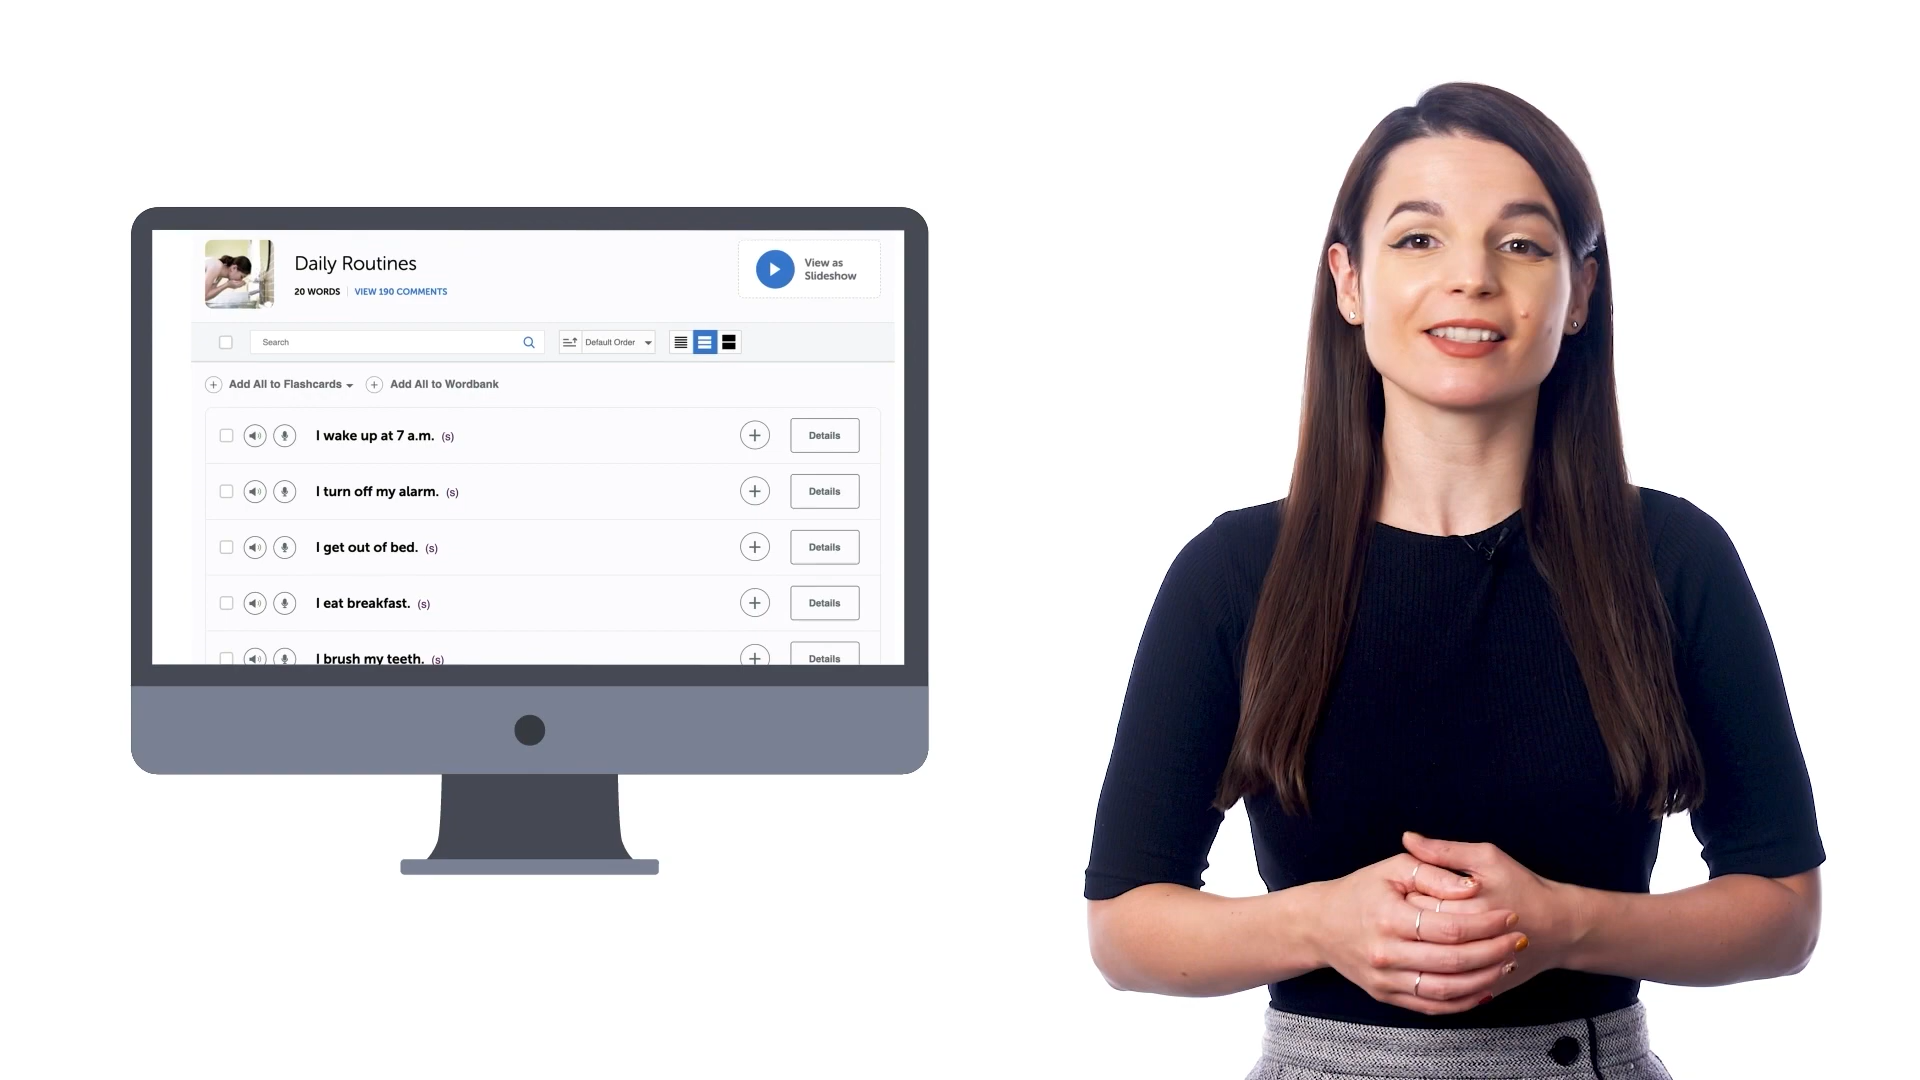 Daily Routines
20 WORDS VIEW 190 COMMENTS
View as
Slideshow
Search
Default Order
Add All to Flashcards
Add All to Wordbank
I wake up at 7 a.m. (s)
Details
I turn off my alarm. (s)
Details
I get out of bed. (s)
Details
I eat breakfast. (s)
Details
I brush my teeth. (s)
Details